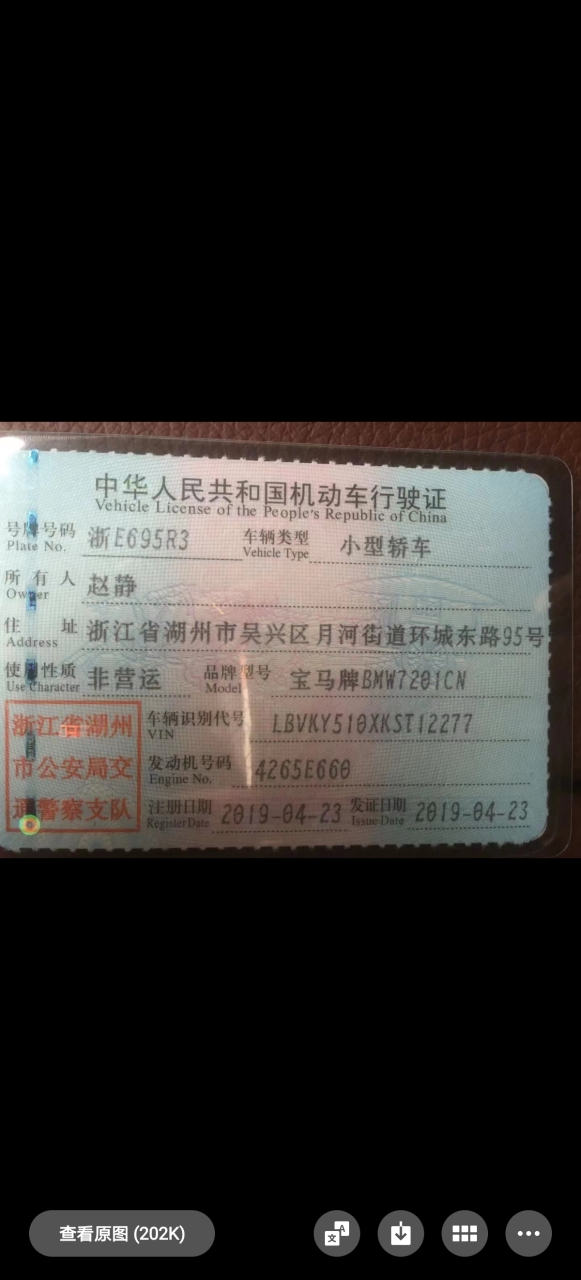 中华人民共和国机动车行驶证
Vehicle License of the People's Republic of China
号牌号码 浙E695R3 车辆类型 小型轿车
Plate No. Vehicle Type
所有人 赵静
Owner
住址 浙江省湖州市吴兴区月河街道环城东路95号
Address
使用性质 非营运 品牌型号 宝马牌BMW7201CN
Use Character Model
浙江省湖州
市公安局交
通警察支队
车辆识别代号 LBVKY510XKST12277
VIN
发动机号码 4265E660
Engine No.
注册日期 2019-04-23 发证日期 2019-04-23
Register Date Issue Date
查看原图 (202K)